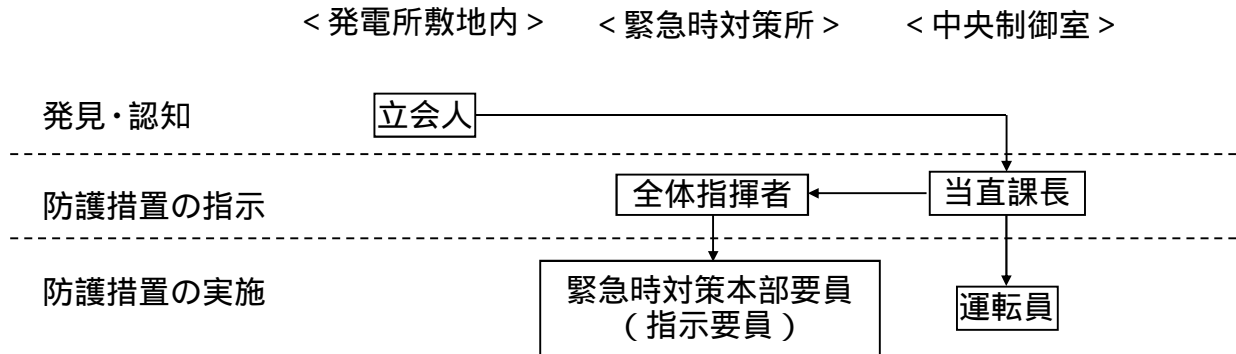 <発電所敷地内> <緊急時対策所> <中央制御室>
発見・認知 立会人
防護措置の指示 全体指揮者 当直課長
防護措置の実施 緊急時対策本部要員
(指示要員) 運転員